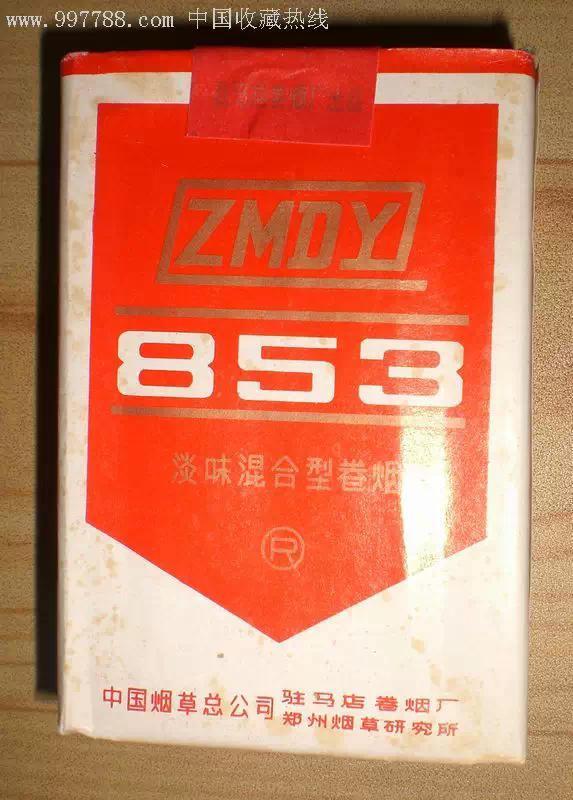 www.997788.com 中国收藏热线
ZMDY
853
淡味混合型卷烟
R
中国烟草总公司 驻马店卷烟厂
郑州烟草研究所